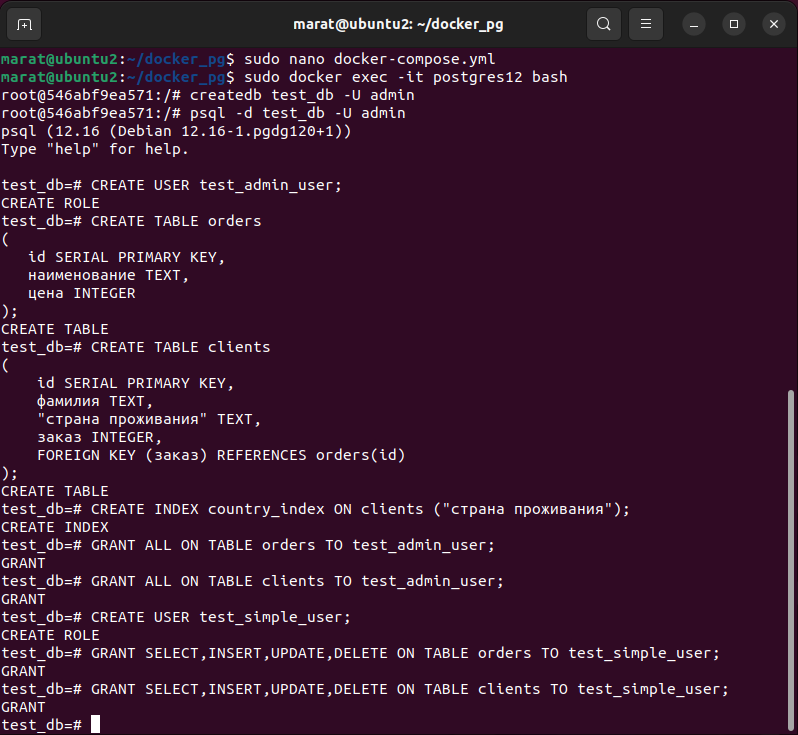 marat@ubuntu2: ~/docker_pg
marat@ubuntu2:~/docker_pg$ sudo nano docker-compose.yml
marat@ubuntu2:~/docker_pg$ sudo docker exec -it postgres12 bash
root@546abf9ea571:/# createdb test_db -U admin
root@546abf9ea571:/# psql -d test_db -U admin
psql (12.16 (Debian 12.16-1.pgdg120+1))
Type "help" for help.

test_db=# CREATE USER test_admin_user;
CREATE ROLE
test_db=# CREATE TABLE orders
(
   id SERIAL PRIMARY KEY,
   наименование TEXT,
   цена INTEGER
);
CREATE TABLE
test_db=# CREATE TABLE clients
(
    id SERIAL PRIMARY KEY,
    фамилия TEXT,
    "страна проживания" TEXT,
    заказ INTEGER,
    FOREIGN KEY (заказ) REFERENCES orders(id)
);
CREATE TABLE
test_db=# CREATE INDEX country_index ON clients ("страна проживания");
CREATE INDEX
test_db=# GRANT ALL ON TABLE orders TO test_admin_user;
GRANT
test_db=# GRANT ALL ON TABLE clients TO test_admin_user;
GRANT
test_db=# CREATE USER test_simple_user;
CREATE ROLE
test_db=# GRANT SELECT,INSERT,UPDATE,DELETE ON TABLE orders TO test_simple_user;
GRANT
test_db=# GRANT SELECT,INSERT,UPDATE,DELETE ON TABLE clients TO test_simple_user;
GRANT
test_db=#